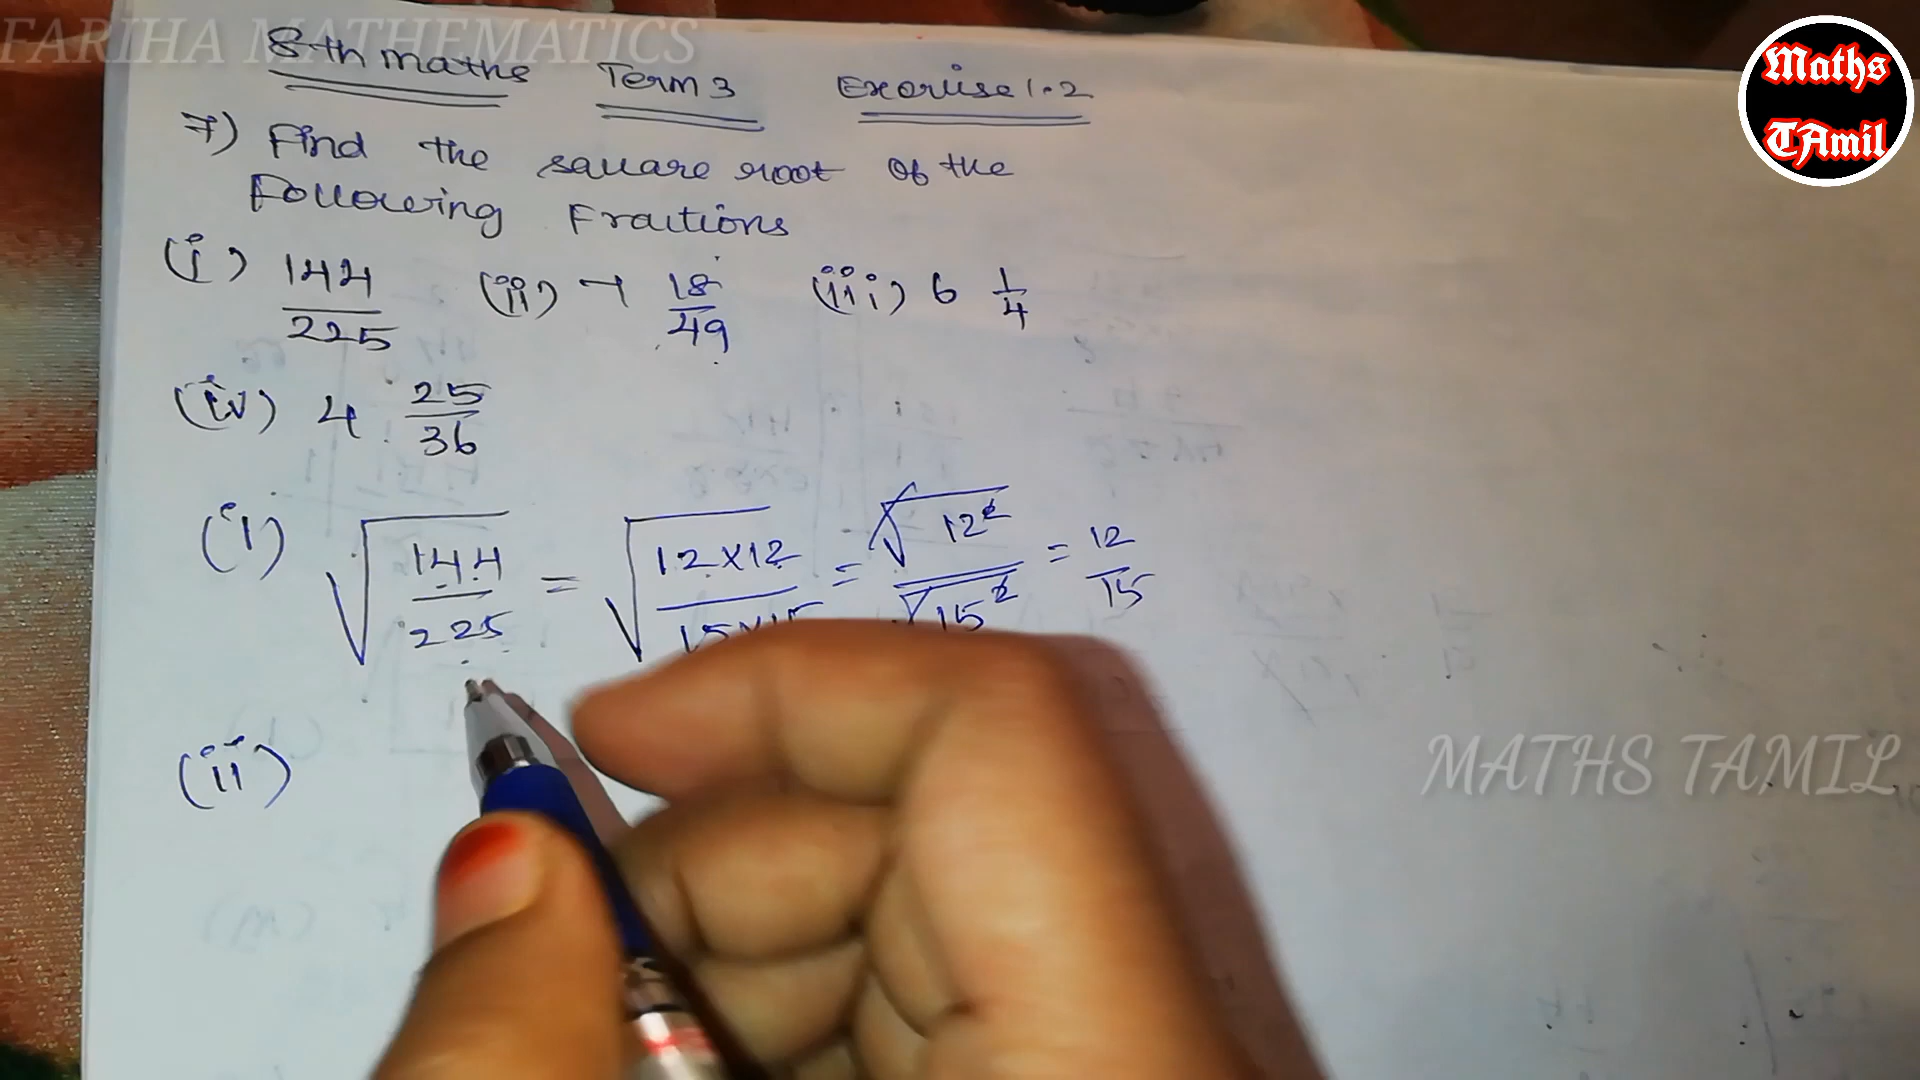 FARIHA MATHEMATICS
8th maths Term 3 Exercise 1.2
Maths
TAmil
7) Find the square root of the
Following Fractions
(i) 144/225 (ii) 18/49 (iii) 6 1/4
(iv) 4 25/36
(i) √144/225 = √12×12/15×15 = √12²/√15² = 12/15
(ii)
MATHS TAMIL